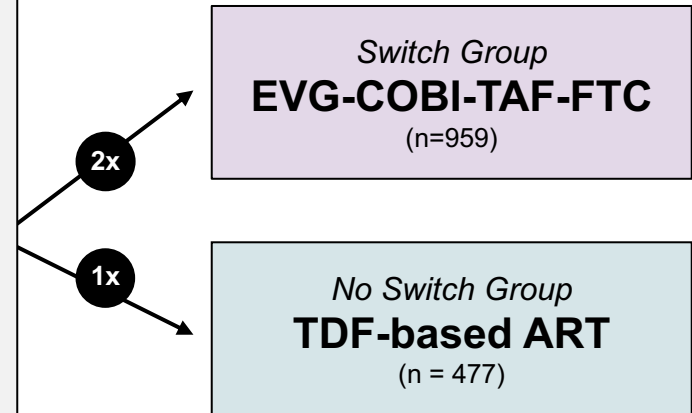 Switch Group
EVG-COBI-TAF-FTC
(n=959)
2x
1x
No Switch Group
TDF-based ART
(n = 477)